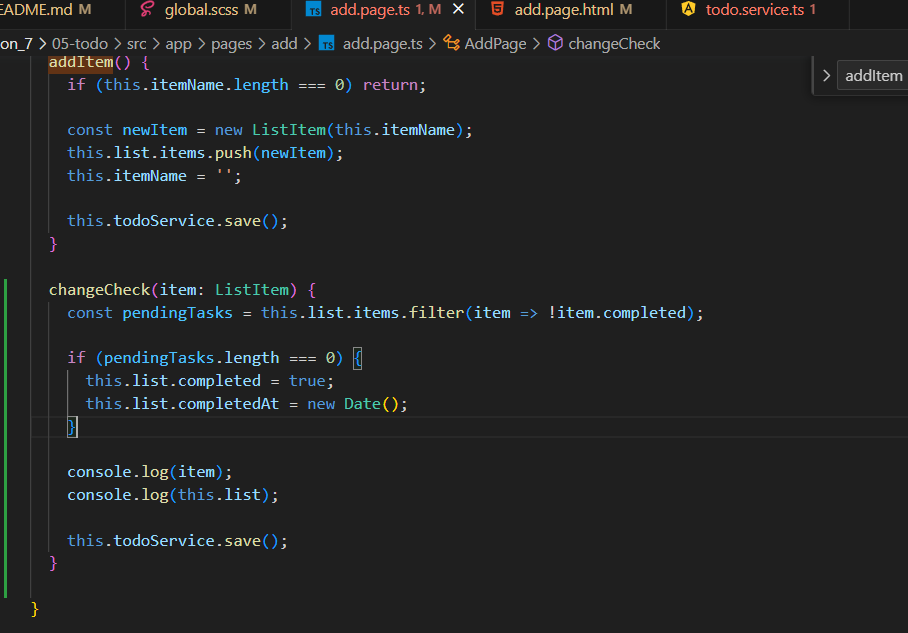 EADME.md M global.scss M TS add.page.ts 1, M add.page.html M todo.service.ts 1
on_7 > 05-todo > src > app > pages > add > TS add.page.ts > AddPage > changeCheck
addItem() {
if (this.itemName.length === 0) return;
const newItem = new ListItem(this.itemName);
this.list.items.push(newItem);
this.itemName = '';
this.todoService.save();
}
changeCheck(item: ListItem) {
const pendingTasks = this.list.items.filter(item => !item.completed);
if (pendingTasks.length === 0) {
this.list.completed = true;
this.list.completedAt = new Date();
}
console.log(item);
console.log(this.list);
this.todoService.save();
}
}
> addItem